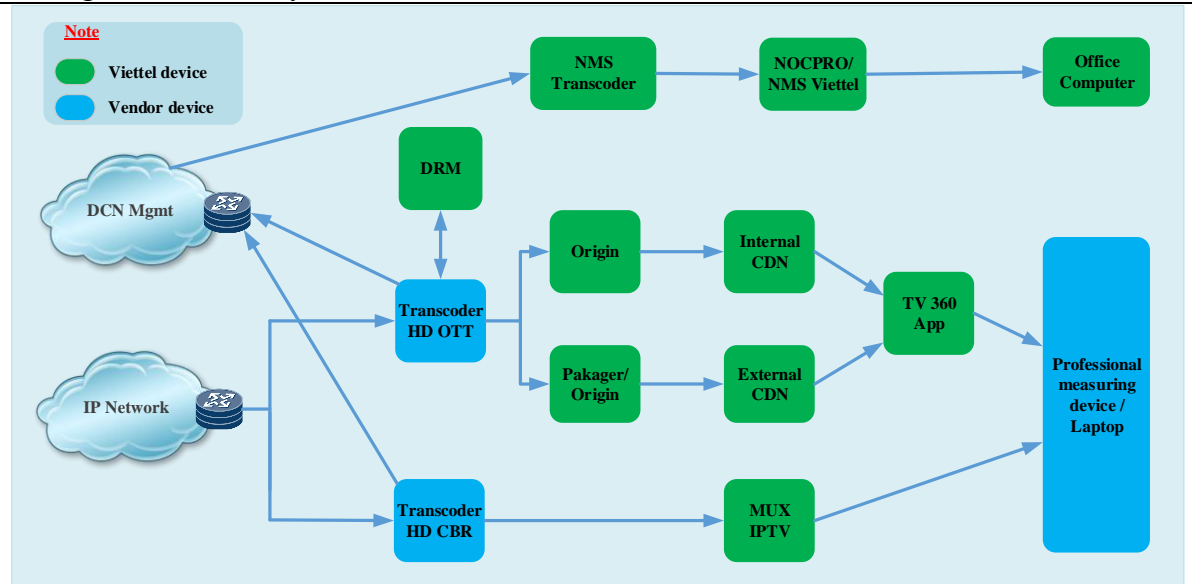 Note
Viettel device
Vendor device
NMS
Transcoder
NOCPRO/
NMS Viettel
Office
Computer
DRM
DCN Mgmt
Origin
Internal
CDN
Transcoder
HD OTT
TV 360
App
Pakager/
Origin
External
CDN
Professional
measuring
device /
Laptop
IP Network
Transcoder
HD CBR
MUX
IPTV